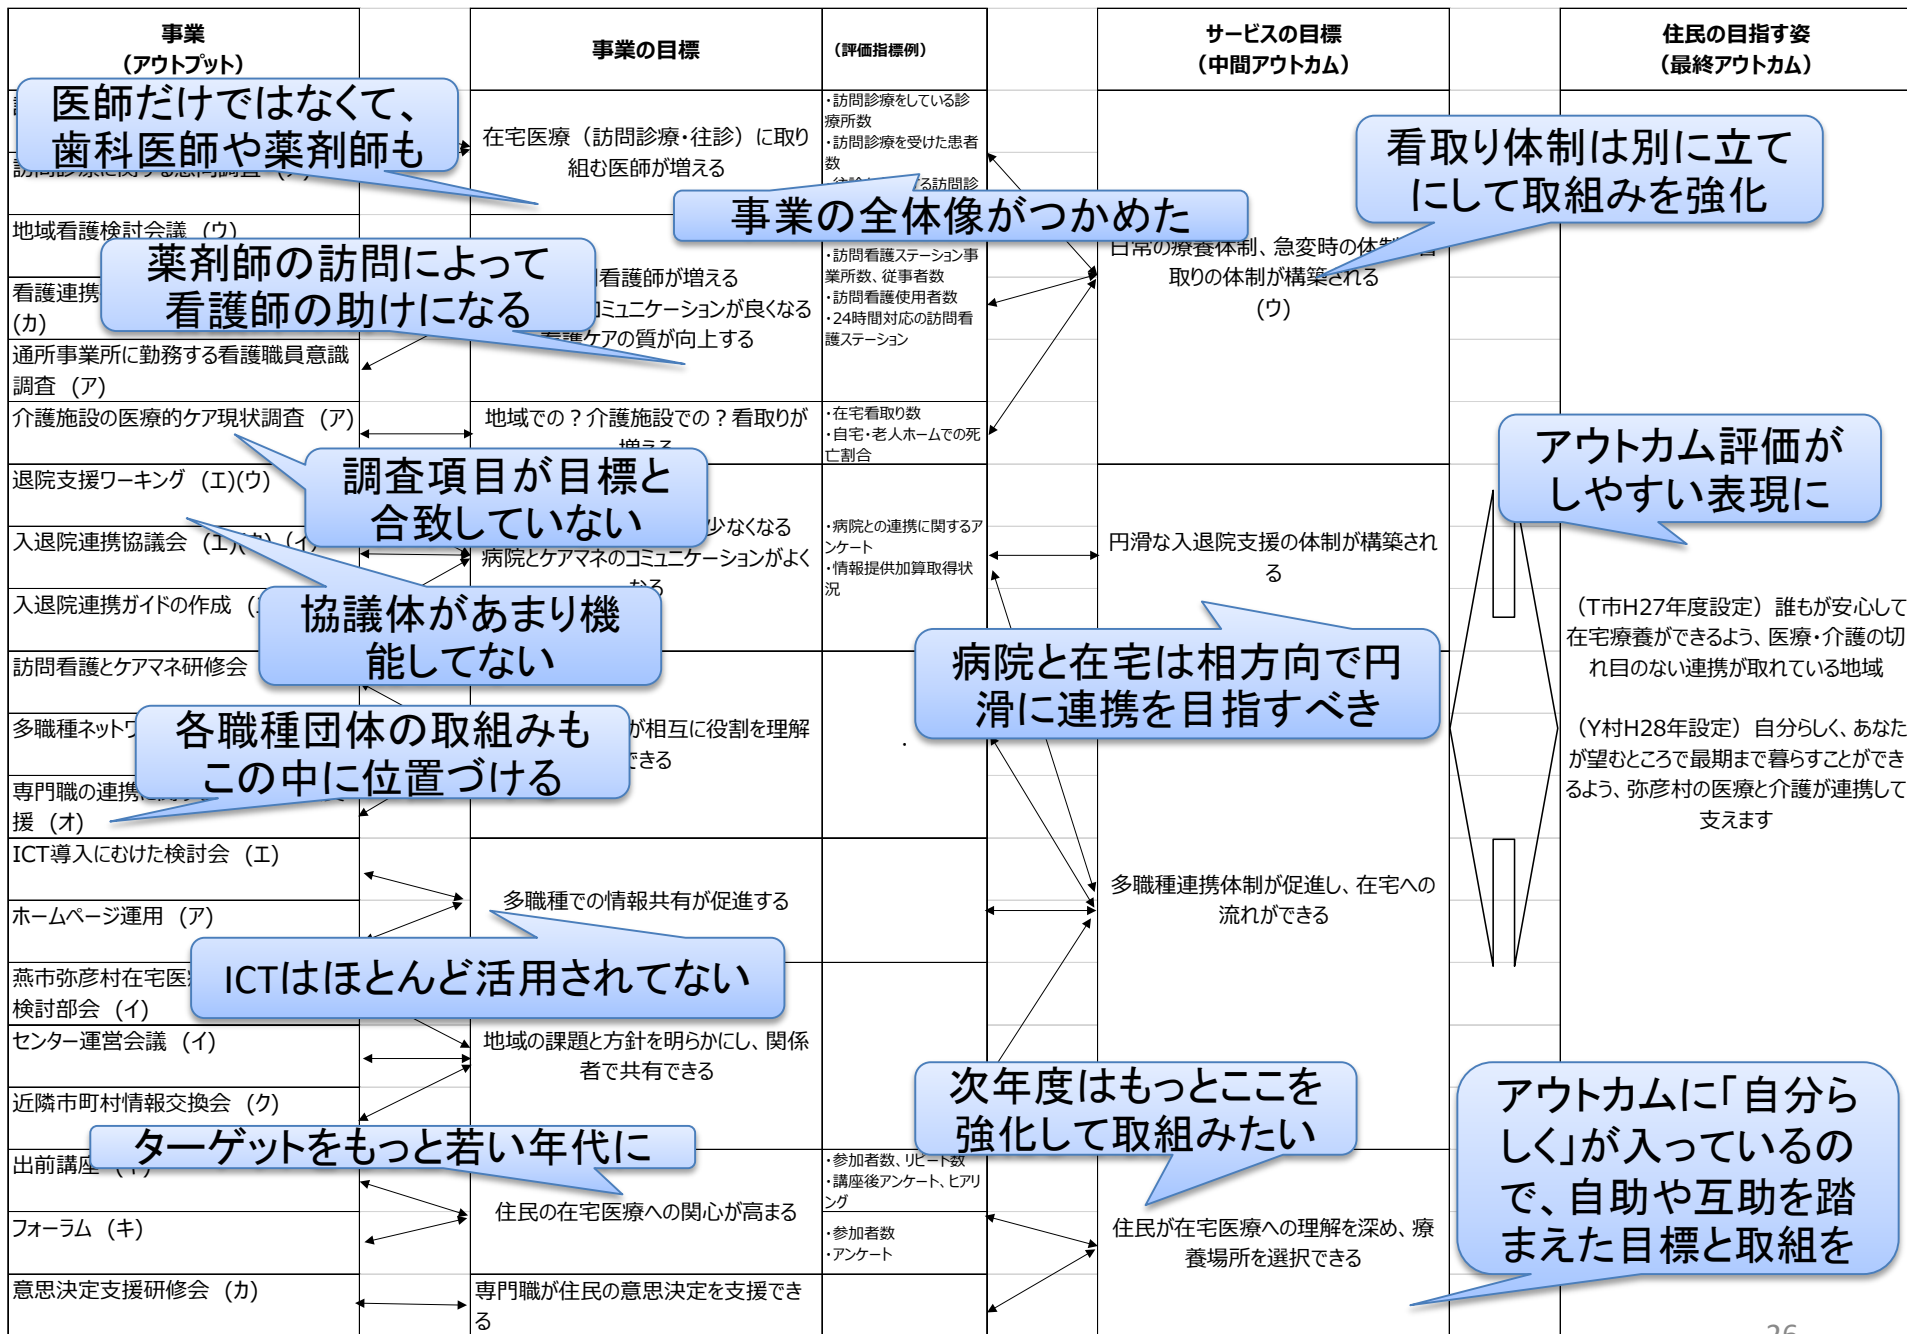 事業
（アウトプット）
事業の目標
（評価指標例）
サービスの目標
（中間アウトカム）
住民の目指す姿
（最終アウトカム）
医師だけではなくて、
歯科医師や薬剤師も
在宅医療（訪問診療・往診）に取り
組む医師が増える
・訪問診療をしている診
療所数
・訪問診療を受けた患者
数
る訪問診
事業の全体像がつかめた
看取り体制は別に立て
にして取組みを強化
地域看護検討会議 (ウ)
薬剤師の訪問によって
看護師の助けになる
看護連携
(カ)
通所事業所に勤務する看護職員意識
調査 (ア)
看護師が増える
コミュニケーションが良くなる
看護ケアの質が向上する
・訪問看護ステーション事
業所数、従事者数
・訪問看護使用者数
・24時間対応の訪問看
護ステーション
日常の療養体制、急変時の体制
取りの体制が構築される
(ウ)
介護施設の医療的ケア現状調査 (ア)
地域での？介護施設での？看取りが
増える
・在宅看取り数
・自宅・老人ホームでの死
亡割合
アウトカム評価が
しやすい表現に
調査項目が目標と
合致していない
退院支援ワーキング (エ)(ウ)
入退院連携協議会 (エ)(カ) (イ)
入退院連携ガイドの作成
少なくなる
病院とケアマネのコミュニケーションがよく
なる
・病院との連携に関するア
ンケート
・情報提供加算取得状
況
円滑な入退院支援の体制が構築され
る
協議体があまり機
能してない
病院と在宅は相方向で円
滑に連携を目指すべき
（T市H27年度設定）誰もが安心して
在宅療養ができるよう、医療・介護の切
れ目のない連携が取れている地域
（Y村H28年設定）自分らしく、あなた
が望むところで最期まで暮らすことができ
るよう、弥彦村の医療と介護が連携して
支えます
訪問看護とケアマネ研修会
多職種ネットワ
専門職の連携
援 (オ)
各職種団体の取組みも
この中に位置づける
が相互に役割を理解
できる
ICT導入にむけた検討会 (エ)
ホームページ運用 (ア)
多職種での情報共有が促進する
多職種連携体制が促進し、在宅への
流れができる
ICTはほとんど活用されてない
燕市弥彦村在宅医
検討部会 (イ)
センター運営会議 (イ)
近隣市町村情報交換会 (ク)
地域の課題と方針を明らかにし、関係
者で共有できる
次年度はもっとここを
強化して取組みたい
アウトカムに「自分ら
しく」が入っているの
で、自助や互助を踏
まえた目標と取組を
ターゲットをもっと若い年代に
出前講座
フォーラム (キ)
住民の在宅医療への関心が高まる
・参加者数、リピート数
・講座後アンケート、ヒアリ
ング
・参加者数
・アンケート
住民が在宅医療への理解を深め、療
養場所を選択できる
意思決定支援研修会 (カ)
専門職が住民の意思決定を支援でき
る
26